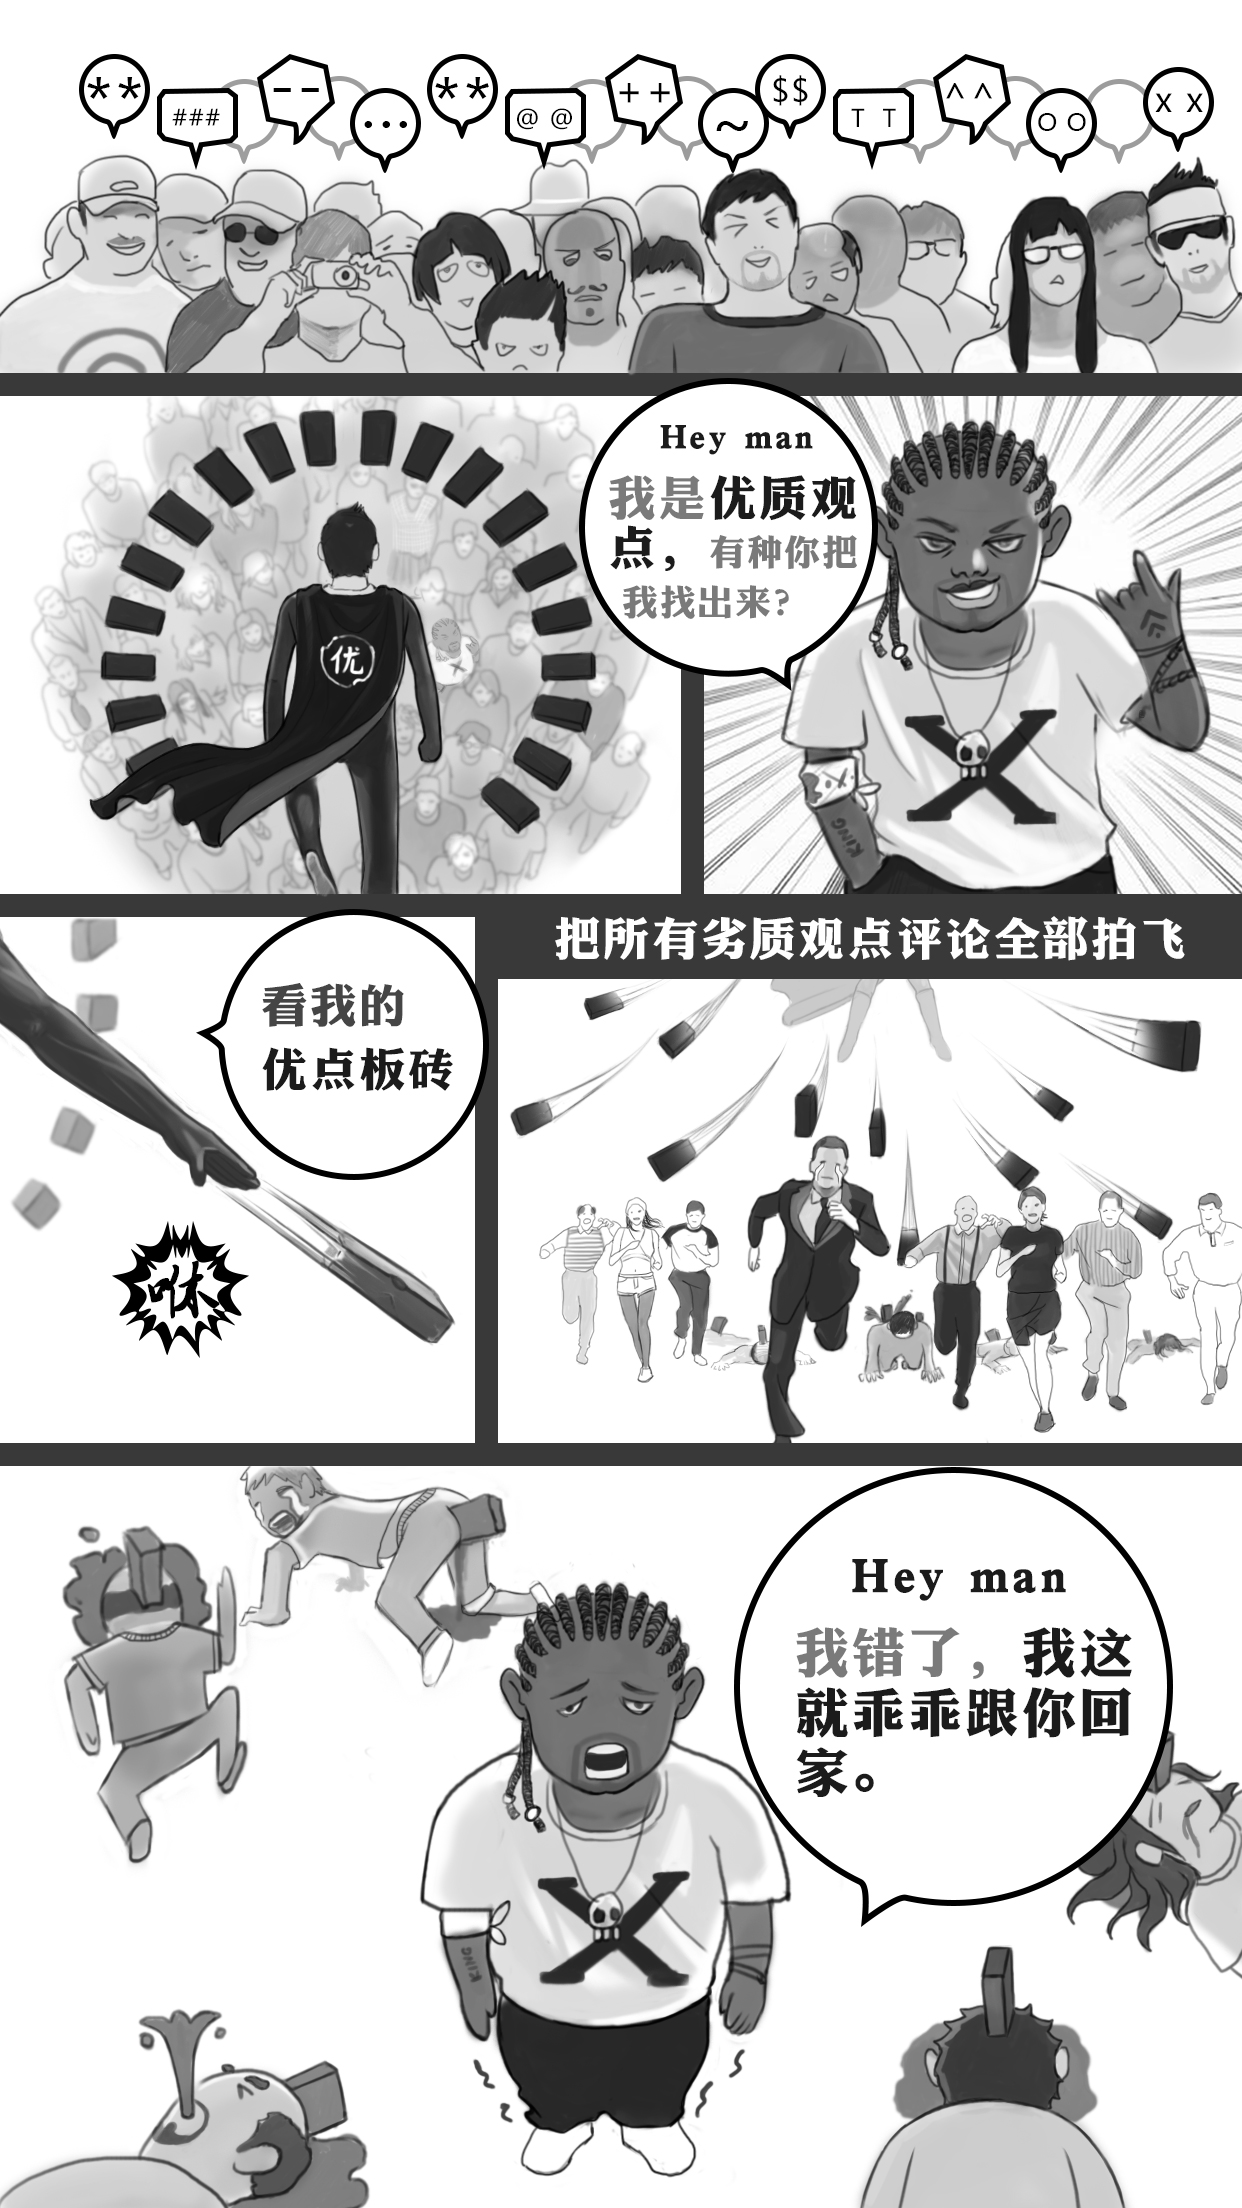 **
###
--
...
**
@ @
++
~
$$
T T
^ ^
O O
X X
优
Hey man
我是优质观
点，有种你把
我找出来?
X
KING
看我的
优点板砖
咻
把所有劣质观点评论全部拍飞
Hey man
我错了，我这
就乖乖跟你回
家。
X
KING